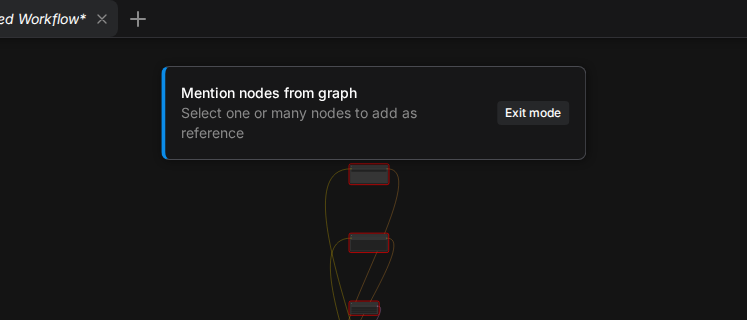 ed Workflow*
Mention nodes from graph
Select one or many nodes to add as
reference
Exit mode